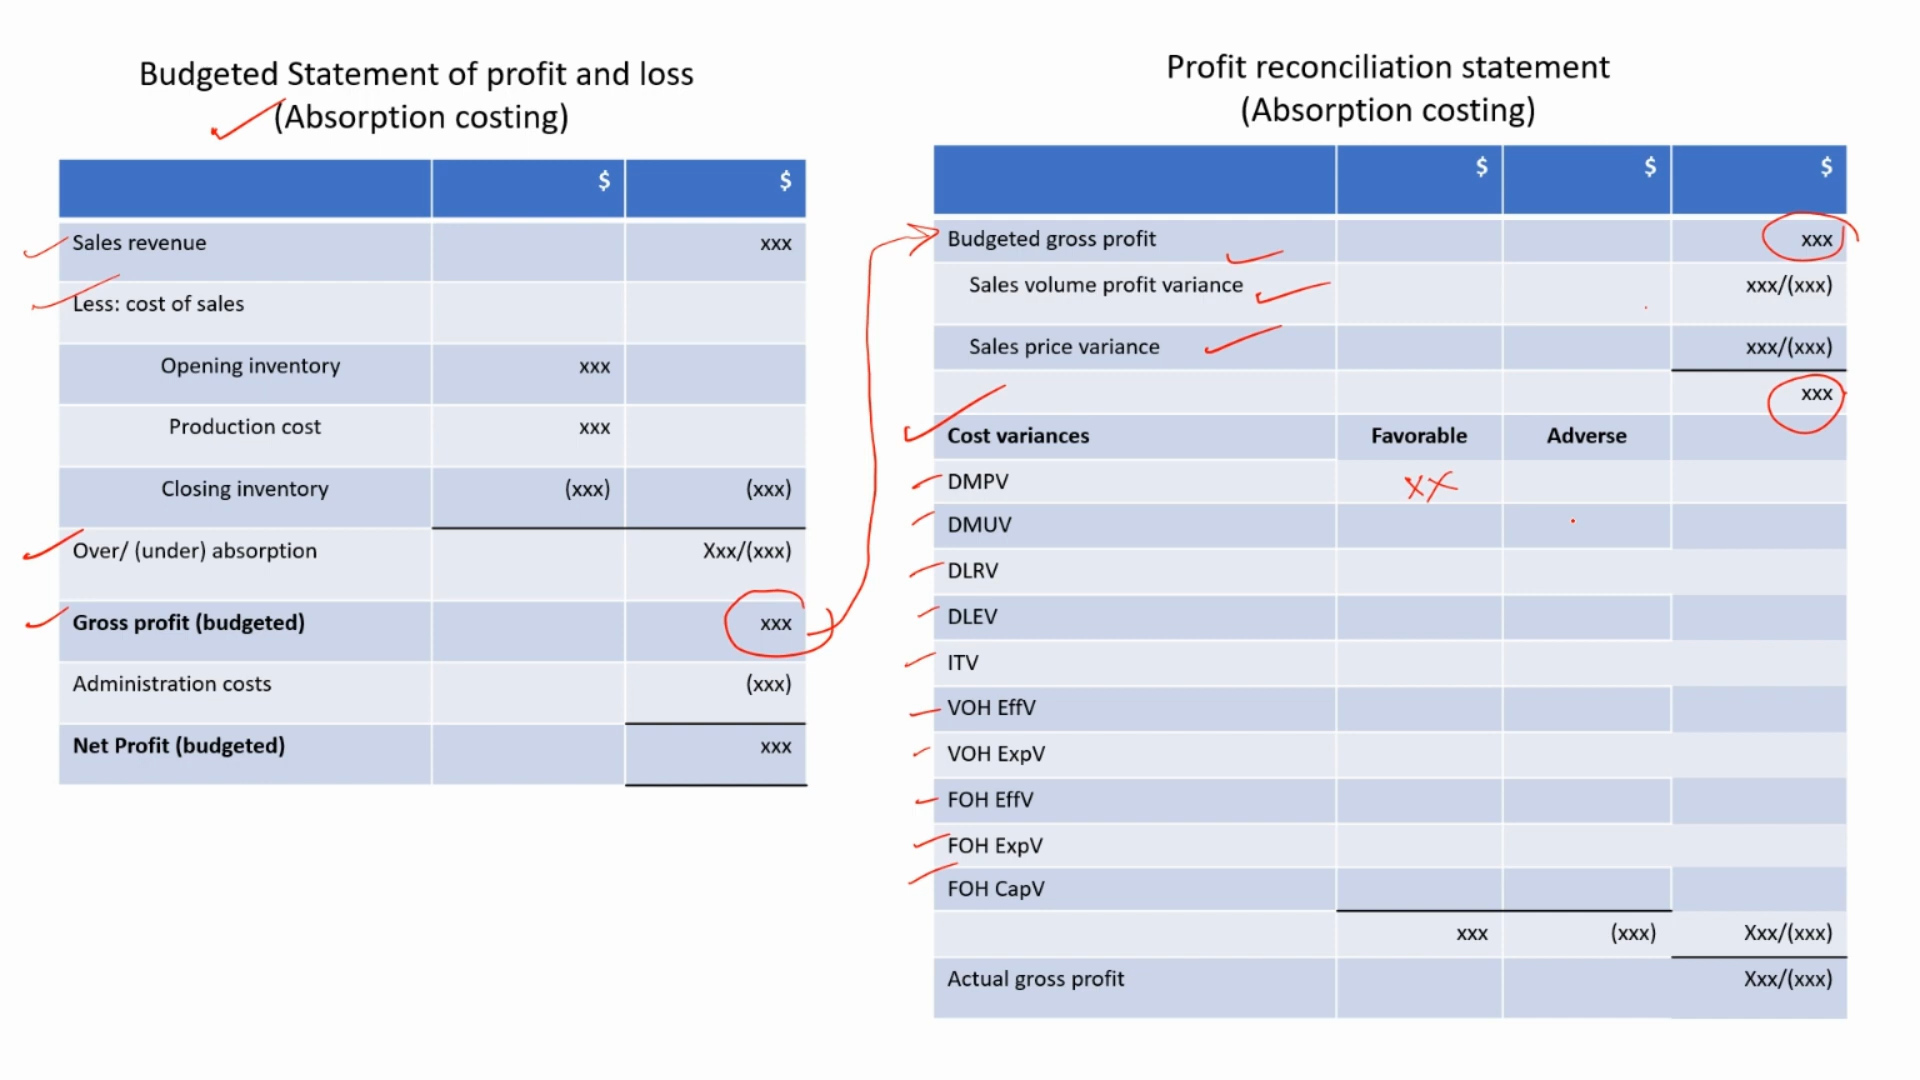 Budgeted Statement of profit and loss
(Absorption costing)
$ $
Sales revenue xxx
Less: cost of sales
Opening inventory xxx
Production cost xxx
Closing inventory (xxx) (xxx)
Over/ (under) absorption Xxx/(xxx)
Gross profit (budgeted) xxx
Administration costs (xxx)
Net Profit (budgeted) xxx
Profit reconciliation statement
(Absorption costing)
$ $ $
Budgeted gross profit xxx
Sales volume profit variance xxx/(xxx)
Sales price variance xxx/(xxx)
xxx
Cost variances Favorable Adverse
DMPV xx
DMUV
DLRV
DLEV
ITV
VOH EffV
VOH ExpV
FOH EffV
FOH ExpV
FOH CapV
xxx (xxx) Xxx/(xxx)
Actual gross profit Xxx/(xxx)